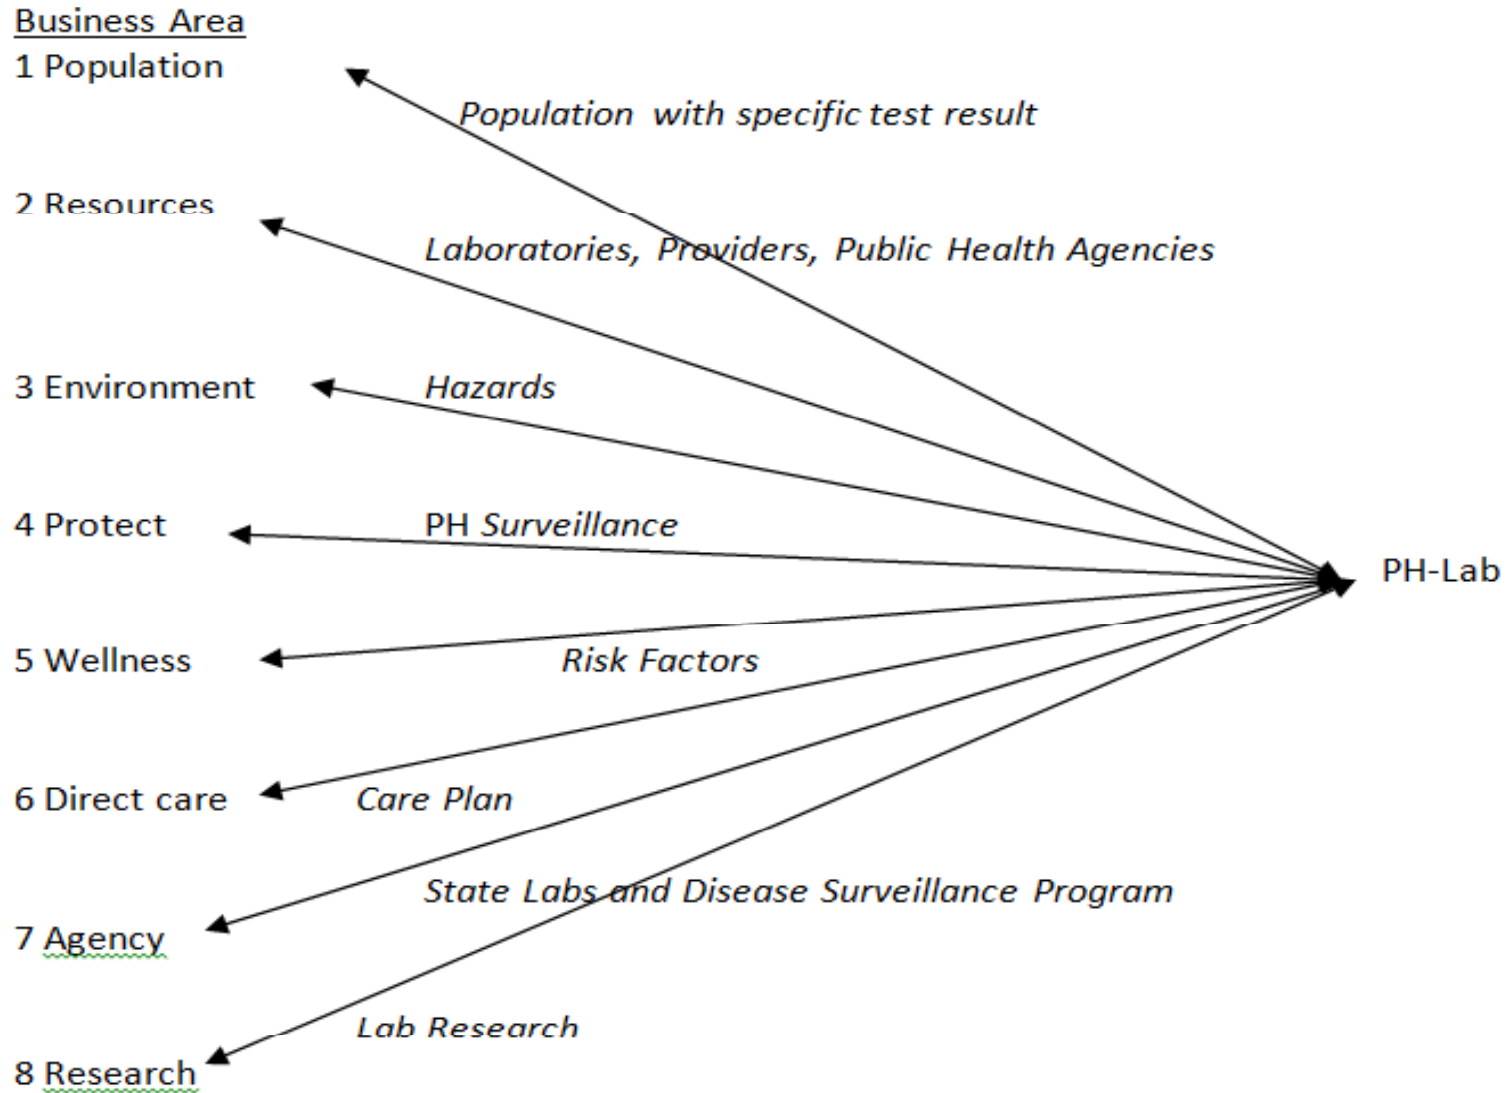 Business Area
1 Population
Population with specific test result
2 Resources
Laboratories, Providers, Public Health Agencies
3 Environment
Hazards
4 Protect
PH Surveillance
PH-Lab
5 Wellness
Risk Factors
6 Direct care
Care Plan
State Labs and Disease Surveillance Program
7 Agency
Lab Research
8 Research